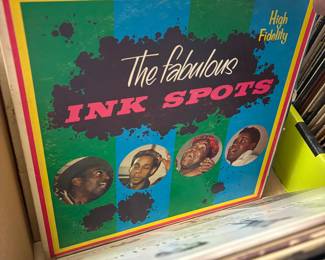 High
Fidelity
The fabulous
INK SPOTS